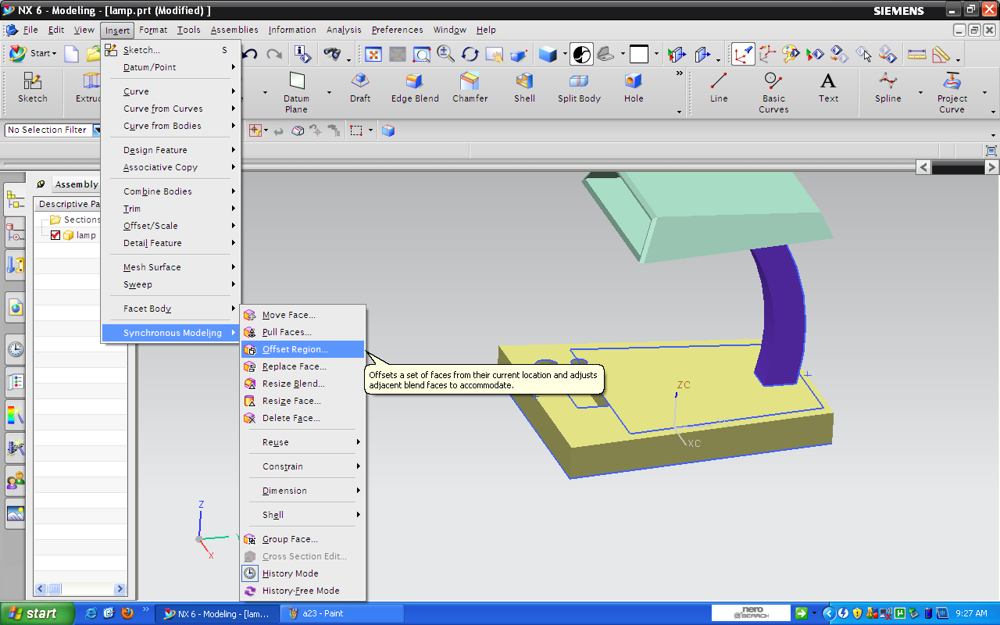 NX 6 - Modeling - [lamp.prt (Modified) ]
SIEMENS
File Edit View Insert Format Tools Assemblies Information Analysis Preferences Window Help
Start
Sketch
Datum Plane
Draft
Edge Blend
Chamfer
Shell
Split Body
Hole
Line
Basic Curves
Text
Spline
Project Curve
No Selection Filter
Assembly
Sections
lamp
Sketch... S
Datum/Point
Curve
Curve from Curves
Curve from Bodies
Design Feature
Associative Copy
Combine Bodies
Trim
Offset/Scale
Detail Feature
Mesh Surface
Sweep
Facet Body
Synchronous Modeling
Move Face...
Pull Faces...
Offset Region...
Replace Face...
Resize Blend...
Resize Face...
Delete Face...
Reuse
Constrain
Dimension
Shell
Group Face...
Cross Section Edit...
History Mode
History-Free Mode
Offsets a set of faces from their current location and adjusts
adjacent blend faces to accommodate.
ZC
XC
Z
X
start
NX 6 - Modeling - [lam...
a23 - Paint
nero
@SEARCH
9:27 AM